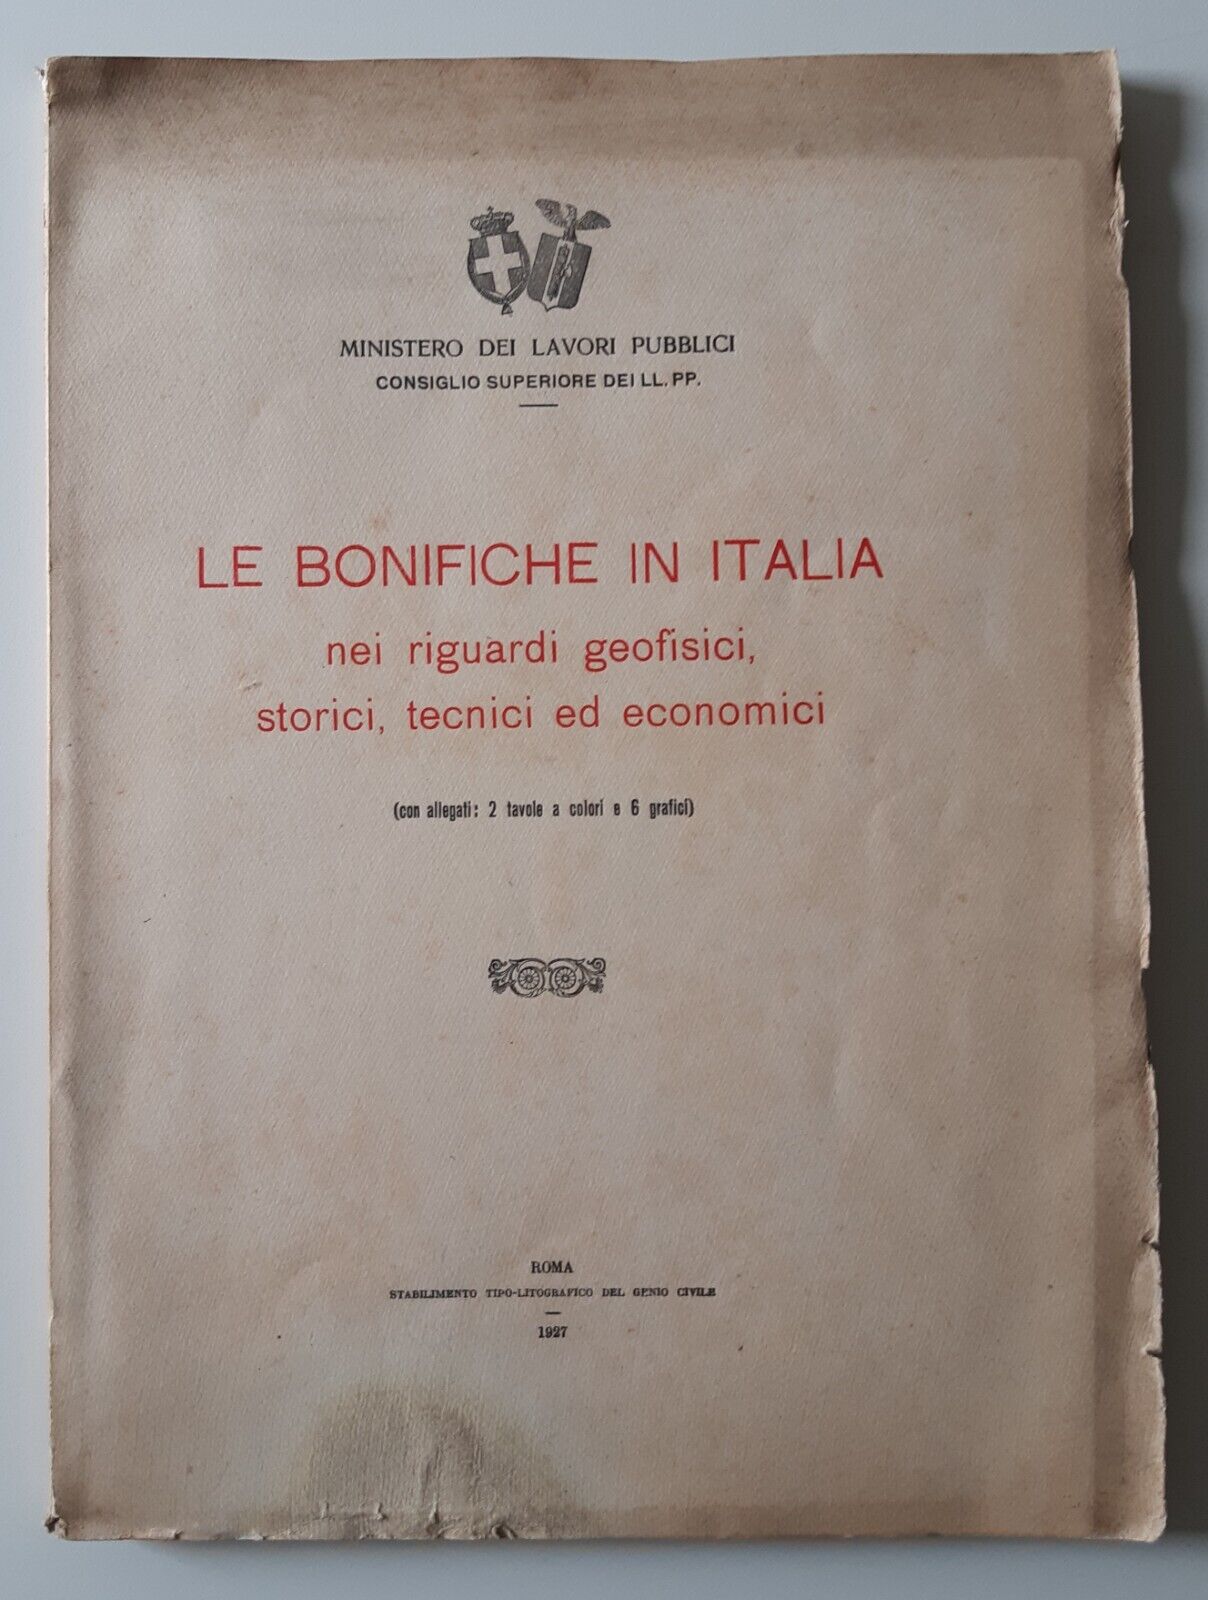 MINISTERO DEI LAVORI PUBBLICI
CONSIGLIO SUPERIORE DEI LL. PP.
LE BONIFICHE IN ITALIA
nei riguardi geofisici,
storici, tecnici ed economici
(con allegati: 2 tavole a colori e 6 grafici)
ROMA
STABILIMENTO TIPO-LITOGRAFICO DEL GENIO CIVILE
1927